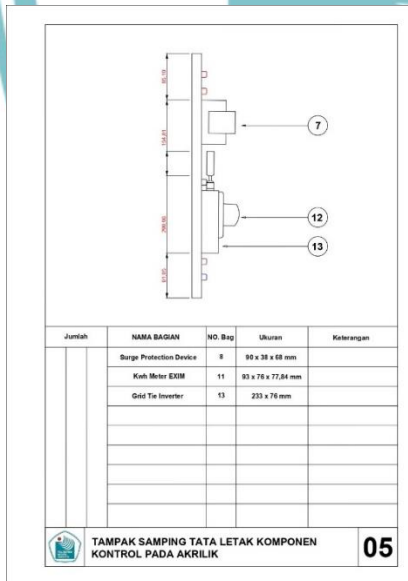 7
12
13
Jumlah NAMA BAGIAN NO. Bag Ukuran Keterangan
Surge Protection Device 8 90 x 38 x 68 mm
Kwh Meter EXIM 11 93 x 76 x 77,84 mm
Grid Tie Inverter 13 233 x 76 mm
TAMPAK SAMPING TATA LETAK KOMPONEN
KONTROL PADA AKRILIK
05